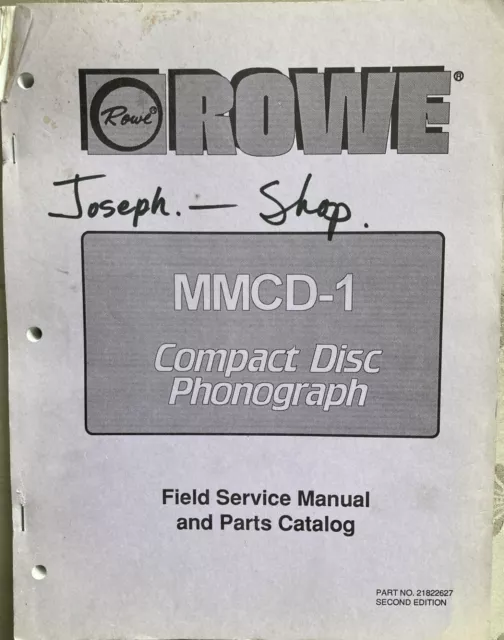 Rowe
ROWE®
Joseph. — Shop.
MMCD-1
Compact Disc
Phonograph
Field Service Manual
and Parts Catalog
PART NO. 21822627
SECOND EDITION